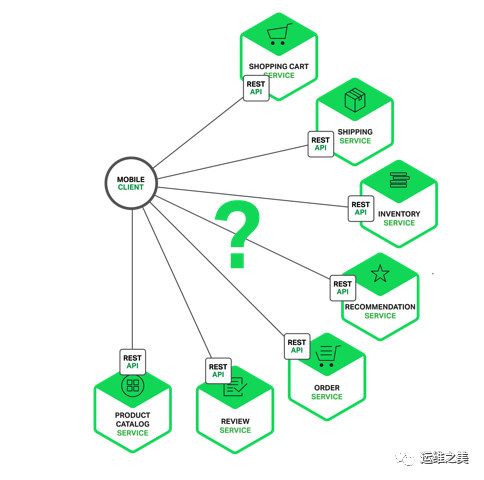 SHOPPING CART
SERVICE
REST
API
SHIPPING
SERVICE
REST
API
MOBILE
CLIENT
INVENTORY
SERVICE
REST
API
?
RECOMMENDATION
SERVICE
REST
API
ORDER
SERVICE
REST
API
REVIEW
SERVICE
REST
API
PRODUCT
CATALOG
SERVICE
REST
API
运维之美